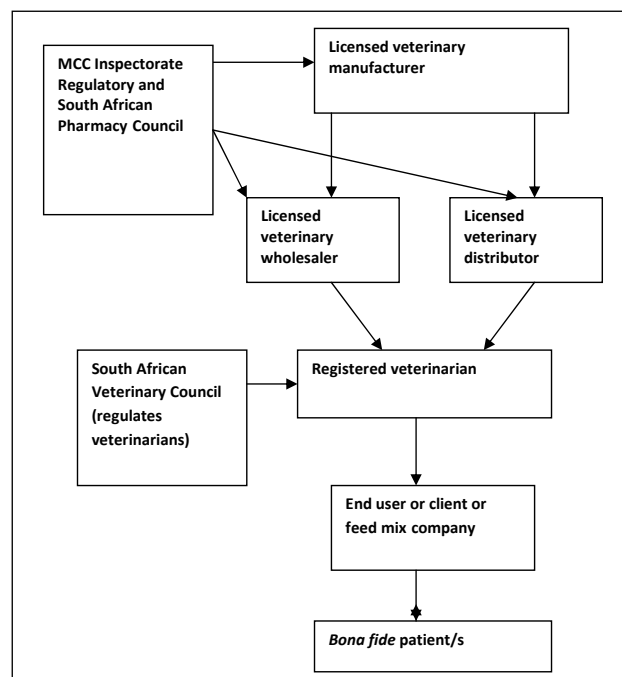 MCC Inspectorate
Regulatory and
South African
Pharmacy Council
Licensed veterinary
manufacturer
Licensed
veterinary
wholesaler
Licensed
veterinary
distributor
South African
Veterinary Council
(regulates
veterinarians)
Registered veterinarian
End user or client or
feed mix company
Bona fide patient/s